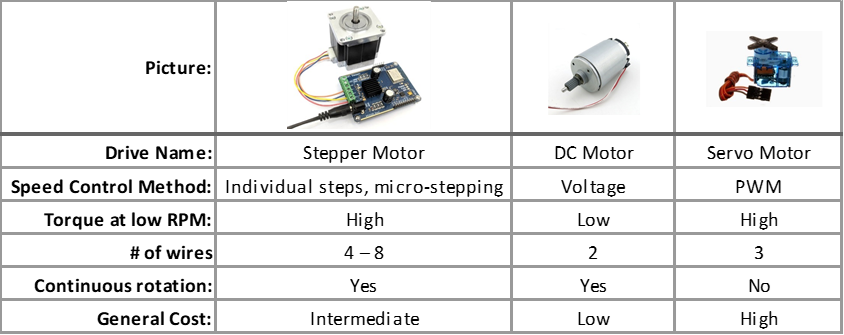 Picture:
Drive Name: Stepper Motor DC Motor Servo Motor
Speed Control Method: Individual steps, micro-stepping Voltage PWM
Torque at low RPM: High Low High
# of wires 4 – 8 2 3
Continuous rotation: Yes Yes No
General Cost: Intermediate Low High